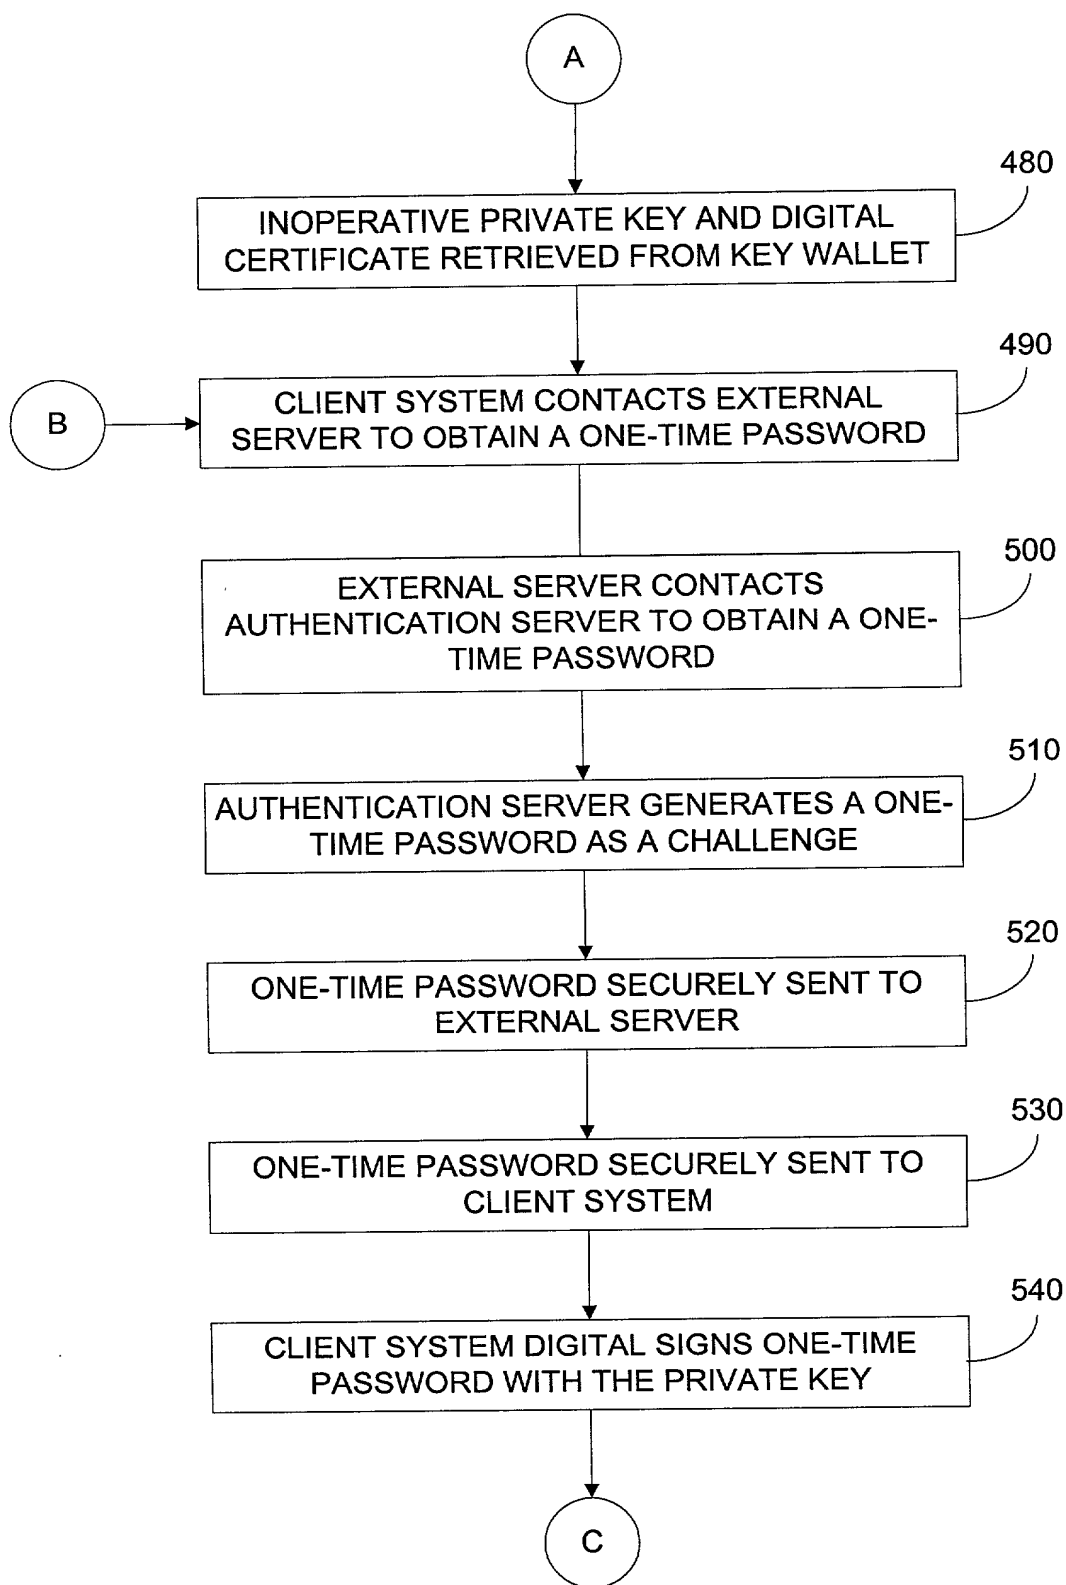 A
480
INOPERATIVE PRIVATE KEY AND DIGITAL
CERTIFICATE RETRIEVED FROM KEY WALLET
490
B
CLIENT SYSTEM CONTACTS EXTERNAL
SERVER TO OBTAIN A ONE-TIME PASSWORD
500
EXTERNAL SERVER CONTACTS
AUTHENTICATION SERVER TO OBTAIN A ONE-
TIME PASSWORD
510
AUTHENTICATION SERVER GENERATES A ONE-
TIME PASSWORD AS A CHALLENGE
520
ONE-TIME PASSWORD SECURELY SENT TO
EXTERNAL SERVER
530
ONE-TIME PASSWORD SECURELY SENT TO
CLIENT SYSTEM
540
CLIENT SYSTEM DIGITAL SIGNS ONE-TIME
PASSWORD WITH THE PRIVATE KEY
C